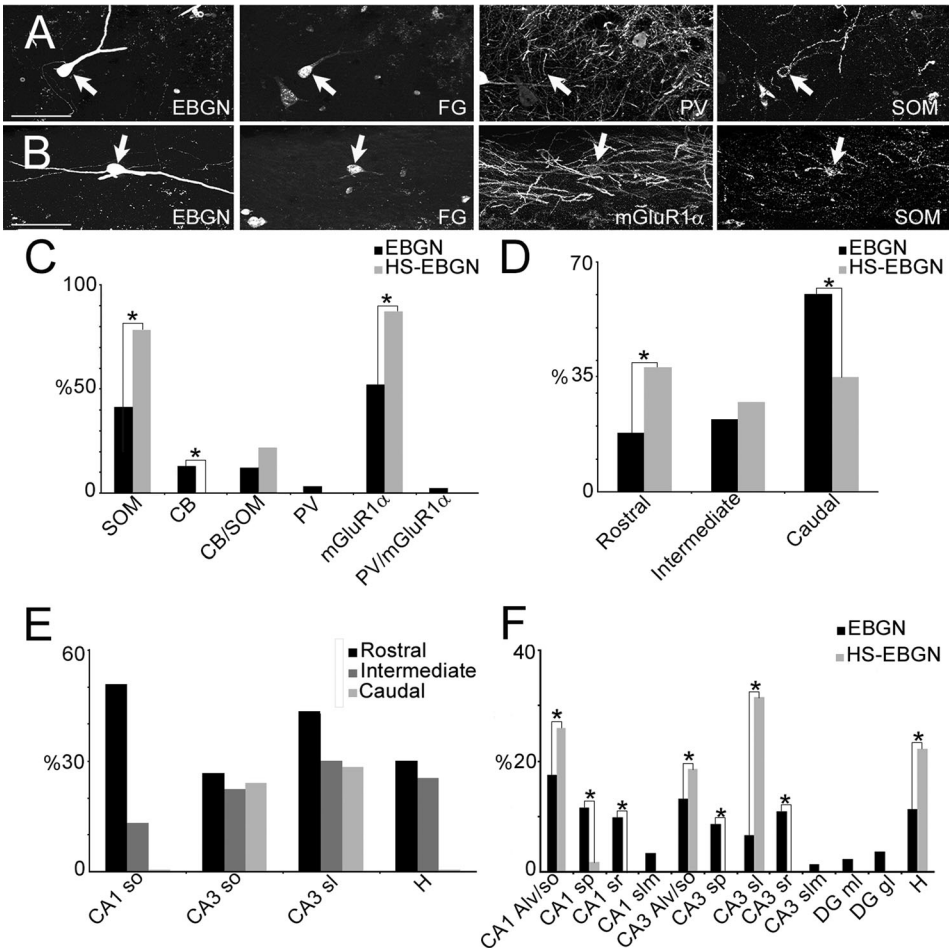 A
EBGN
FG
PV
SOM
B
EBGN
FG
mGluR1α
SOM
C
EBGN
HS-EBGN
100
%50
0
*
*
*
SOM
CB
CB/SOM
PV
mGluR1α
PV/mGluR1α
D
EBGN
HS-EBGN
70
%35
0
*
*
Rostral
Intermediate
Caudal
E
Rostral
Intermediate
Caudal
60
%30
0
CA1 so
CA3 so
CA3 sl
H
F
EBGN
HS-EBGN
40
%20
0
*
*
*
*
*
*
*
*
CA1 Alv/so
CA1 sp
CA1 sr
CA1 slm
CA3 Alv/so
CA3 sp
CA3 sl
CA3 sr
CA3 slm
DG ml
DG gl
H